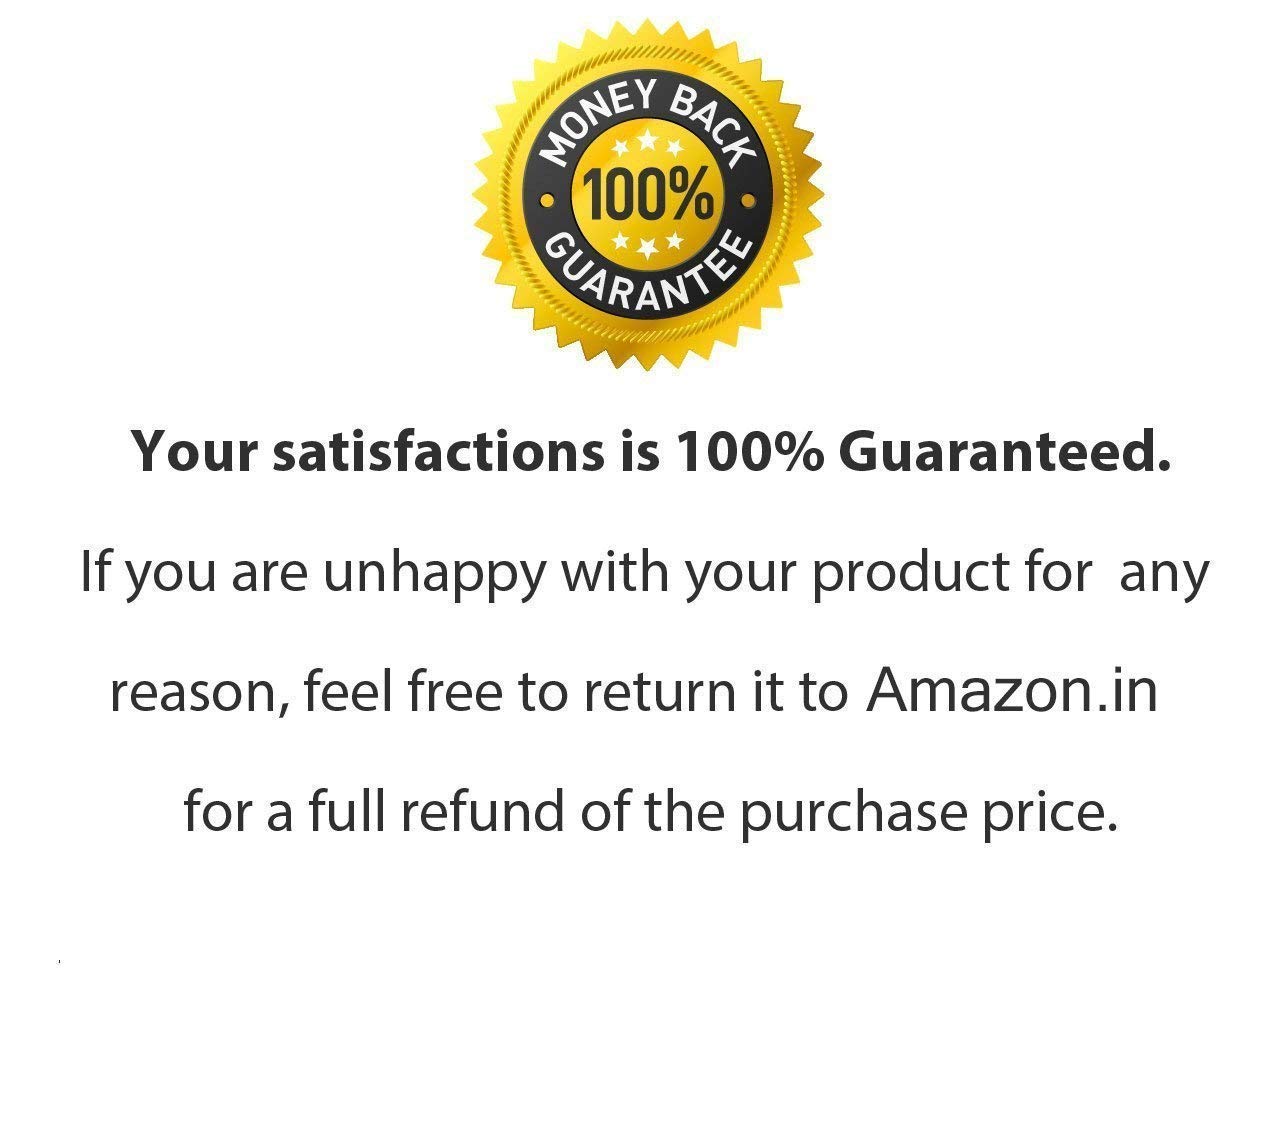 MONEY BACK
100%
GUARANTEE
Your satisfactions is 100% Guaranteed.
If you are unhappy with your product for any
reason, feel free to return it to Amazon.in
for a full refund of the purchase price.